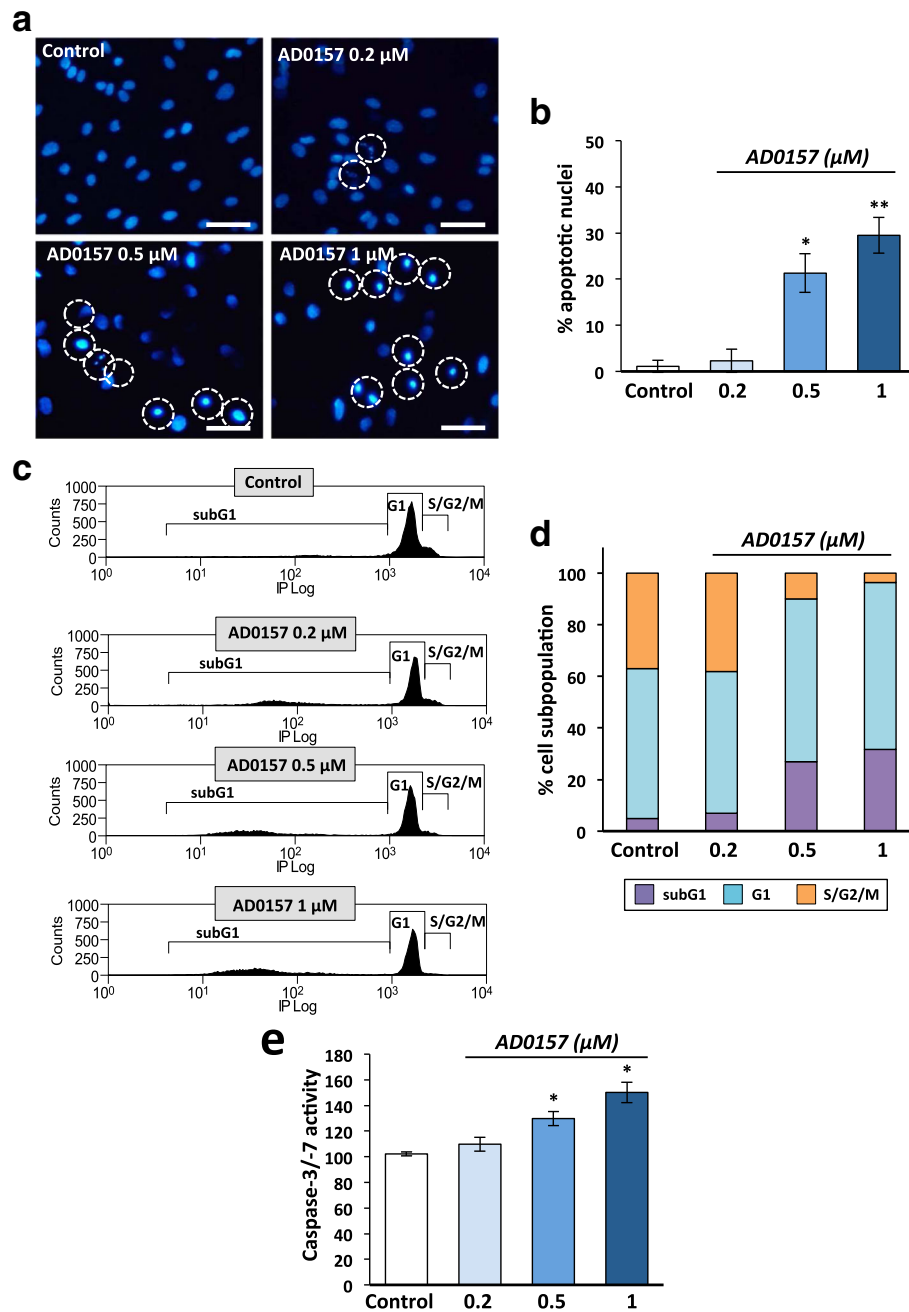 a
Control
AD0157 0.2 µM
AD0157 0.5 µM
AD0157 1 µM
b
AD0157 (µM)
% apoptotic nuclei
50
40
30
20
10
0
*
**
Control 0.2 0.5 1
c
Control
Counts
1000
750
500
250
0
subG1
G1
S/G2/M
10⁰ 10¹ 10² 10³ 10⁴
IP Log
AD0157 0.2 µM
Counts
1000
750
500
250
0
subG1
G1
S/G2/M
10⁰ 10¹ 10² 10³ 10⁴
IP Log
AD0157 0.5 µM
Counts
1000
750
500
250
0
subG1
G1
S/G2/M
10⁰ 10¹ 10² 10³ 10⁴
IP Log
AD0157 1 µM
Counts
1000
750
500
250
0
subG1
G1
S/G2/M
10⁰ 10¹ 10² 10³ 10⁴
IP Log
d
AD0157 (µM)
% cell subpopulation
100
80
60
40
20
0
Control 0.2 0.5 1
subG1 G1 S/G2/M
e
AD0157 (µM)
Caspase-3/-7 activity
180
160
140
120
100
80
60
40
20
0
*
*
Control 0.2 0.5 1